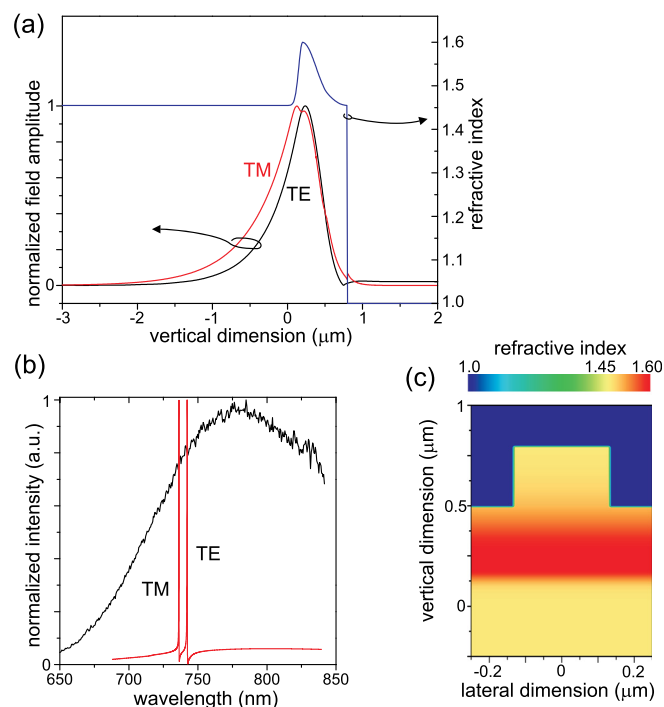 (a)
normalized field amplitude
1
0
TM
TE
1.6
1.5
1.4
1.3
1.2
1.1
1.0
refractive index
-3 -2 -1 0 1 2
vertical dimension (μm)
(b)
normalized intensity (a.u.)
1
0
TM
TE
650 700 750 800 850
wavelength (nm)
refractive index
1.0 1.45 1.60
(c)
vertical dimension (μm)
1
0.5
0
-0.2 0 0.2
lateral dimension (μm)